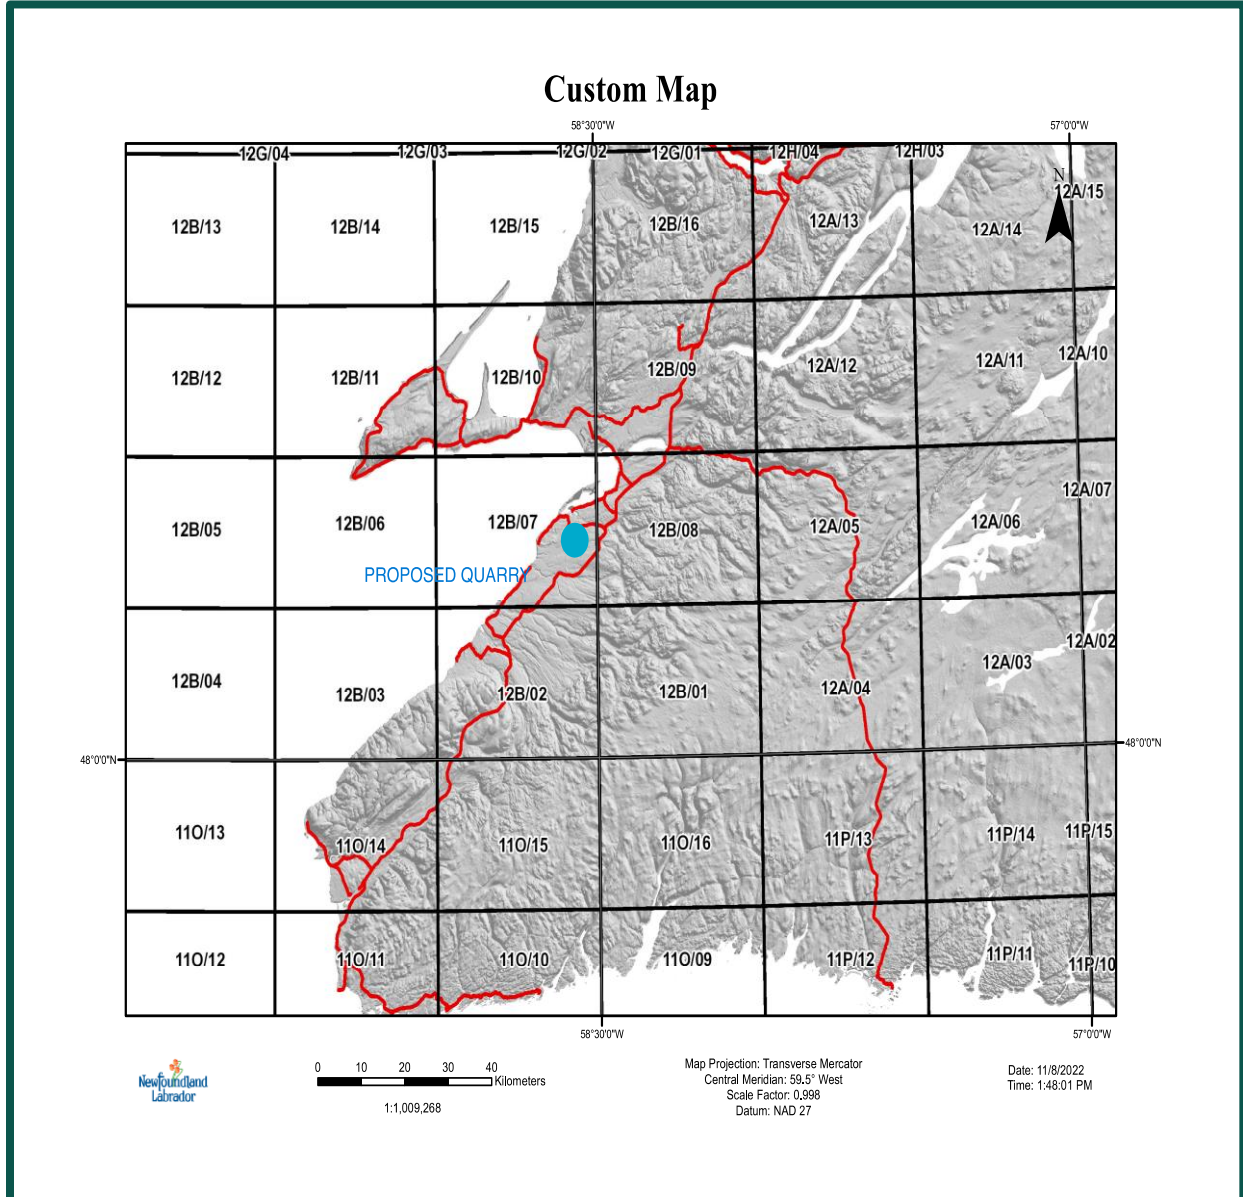 Custom Map
58°30'0"W
57°0'0"W
12G/04
12G/03
12G/02
12G/01
12H/04
12H/03
N
12A/15
12B/13
12B/14
12B/15
12B/16
12A/13
12A/14
12B/12
12B/11
12B/10
12B/09
12A/12
12A/11
12A/10
12B/05
12B/06
12B/07
12B/08
12A/05
12A/06
12A/07
PROPOSED QUARRY
12B/04
12B/03
12B/02
12B/01
12A/04
12A/03
12A/02
48°0'0"N
48°0'0"N
11O/13
11O/14
11O/15
11O/16
11P/13
11P/14
11P/15
11O/12
11O/11
11O/10
11O/09
11P/12
11P/11
11P/10
58°30'0"W
57°0'0"W
Newfoundland
Labrador
0 10 20 30 40
Kilometers
1:1,009,268
Map Projection: Transverse Mercator
Central Meridian: 59.5° West
Scale Factor: 0.998
Datum: NAD 27
Date: 11/8/2022
Time: 1:48:01 PM